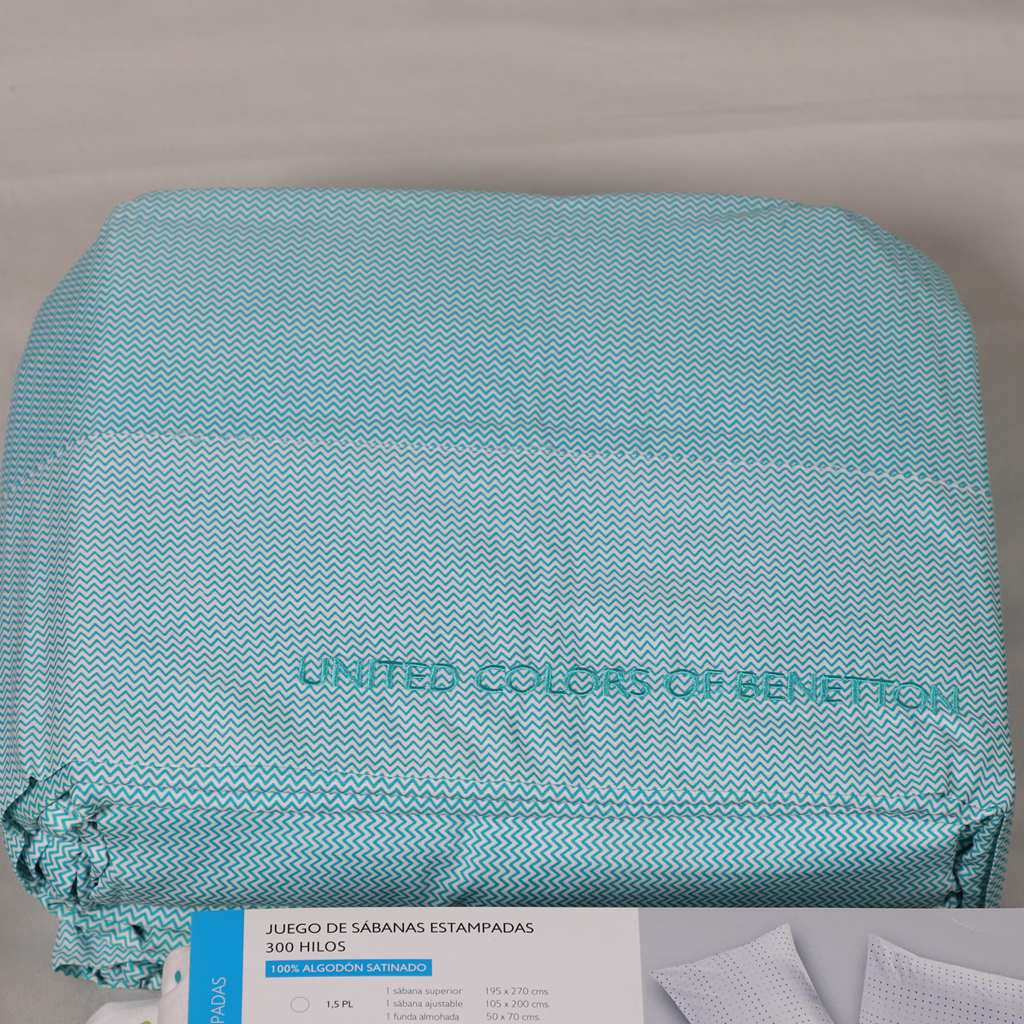 UNITED COLORS OF BENETTON
JUEGO DE SÁBANAS ESTAMPADAS
300 HILOS
100% ALGODÓN SATINADO
1,5 PL
1 sábana superior 195 x 270 cms.
1 sábana ajustable 105 x 200 cms.
1 funda almohada 50 x 70 cms.
PADAS